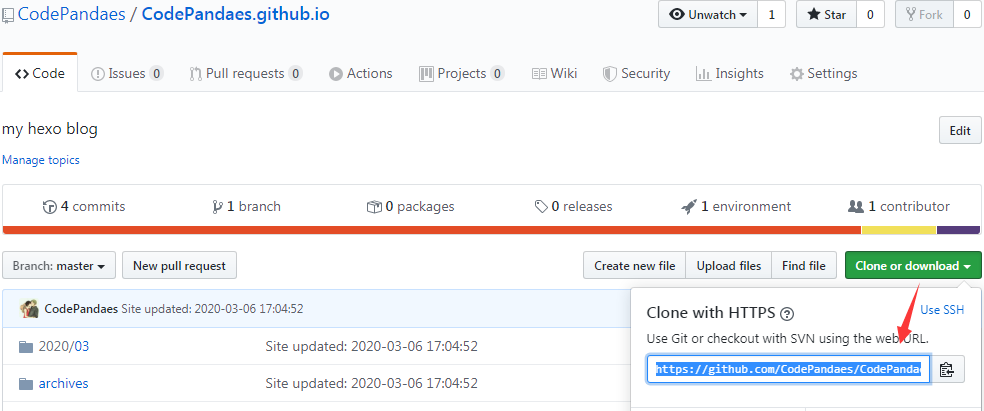 CodePandaes / CodePandaes.github.io
Unwatch 1 Star 0 Fork 0
Code Issues 0 Pull requests 0 Actions Projects 0 Wiki Security Insights Settings
my hexo blog
Edit
Manage topics
4 commits 1 branch 0 packages 0 releases 1 environment 1 contributor
Branch: master New pull request Create new file Upload files Find file Clone or download
CodePandaes Site updated: 2020-03-06 17:04:52
Clone with HTTPS ? Use SSH
Use Git or checkout with SVN using the web URL.
2020/03 Site updated: 2020-03-06 17:04:52
https://github.com/CodePandaes/CodePandae
archives Site updated: 2020-03-06 17:04:52